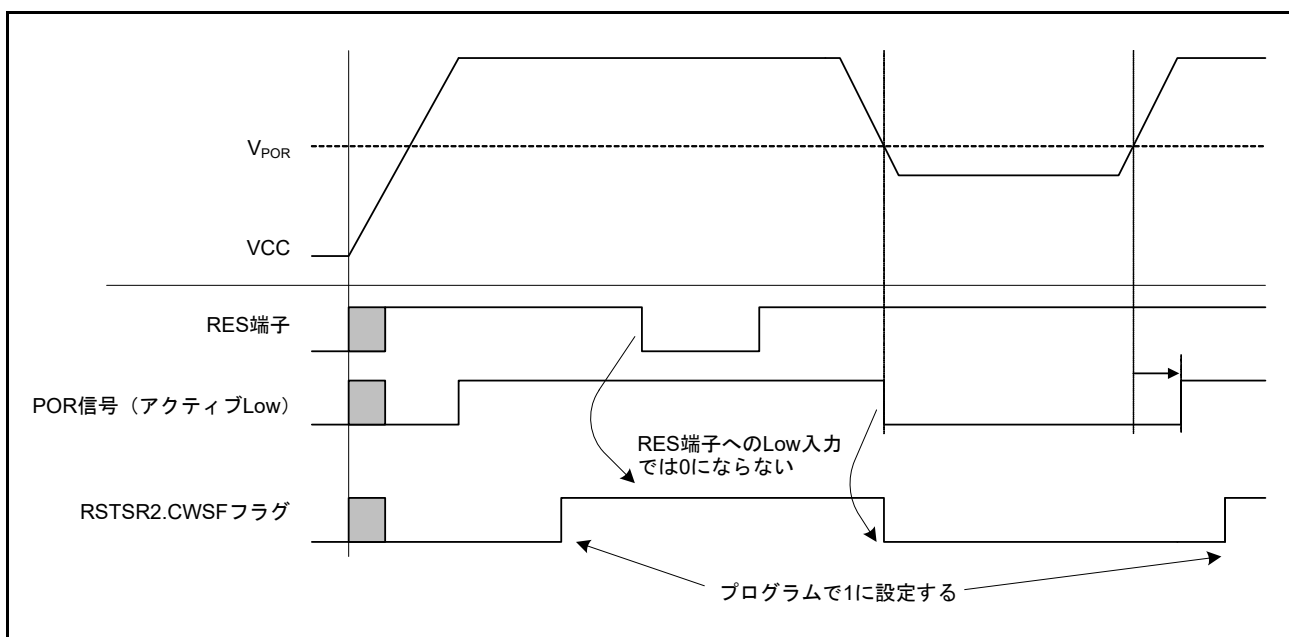 VPOR
VCC
RES端子
POR信号（アクティブLow）
RES端子へのLow入力
では0にならない
RSTSR2.CWSFフラグ
プログラムで1に設定する